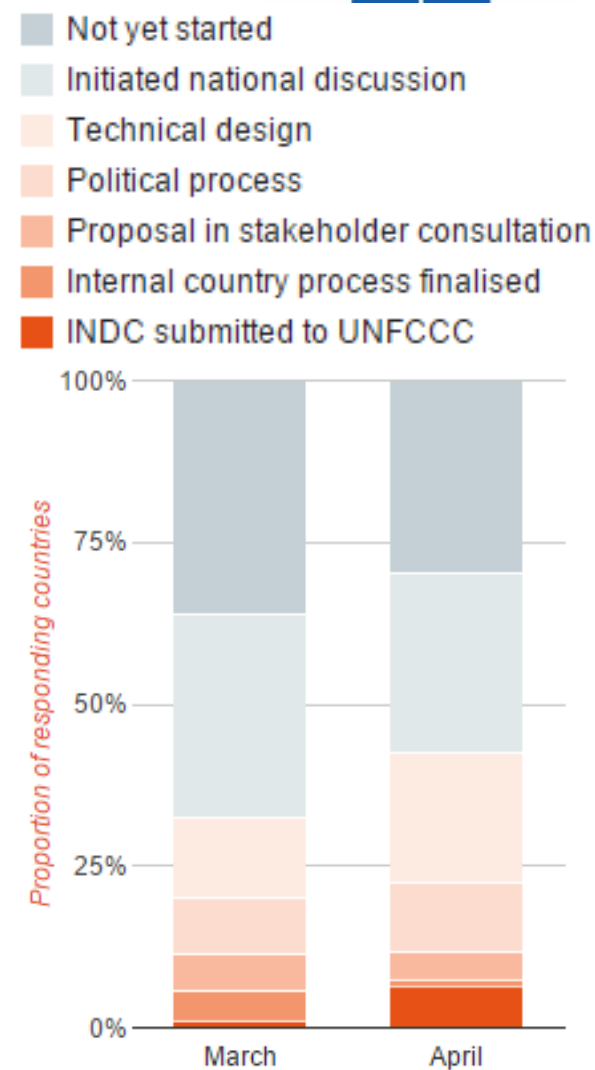 Not yet started
Initiated national discussion
Technical design
Political process
Proposal in stakeholder consultation
Internal country process finalised
INDC submitted to UNFCCC
100%
75%
50%
25%
0%
Proportion of responding countries
March
April